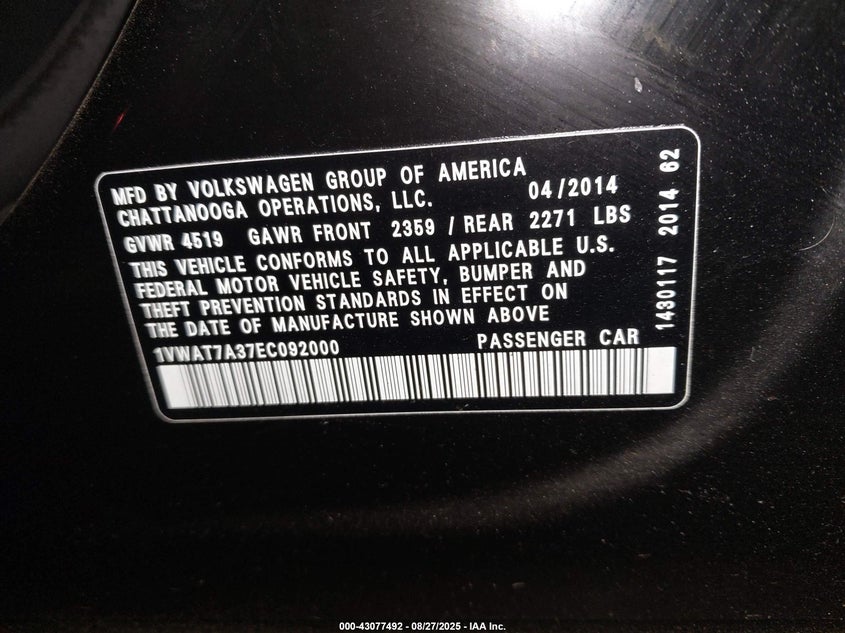 MFD BY VOLKSWAGEN GROUP OF AMERICA
CHATTANOOGA OPERATIONS, LLC. 04/2014
GVWR 4519 GAWR FRONT 2359 / REAR 2271 LBS
THIS VEHICLE CONFORMS TO ALL APPLICABLE U.S.
FEDERAL MOTOR VEHICLE SAFETY, BUMPER AND
THEFT PREVENTION STANDARDS IN EFFECT ON
THE DATE OF MANUFACTURE SHOWN ABOVE
1VWAT7A37EC092000 PASSENGER CAR
1430117 2014 62
000-43077492 - 08/27/2025 - IAA Inc.